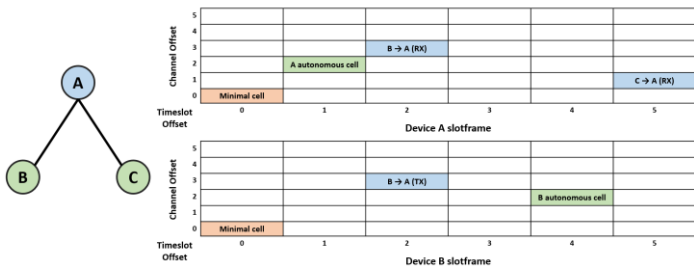 A
B
C
Channel Offset
5
4
3
2
1
0
B → A (RX)
A autonomous cell
C → A (RX)
Minimal cell
Timeslot
Offset
0
1
2
3
4
5
Device A slotframe
Channel Offset
5
4
3
2
1
0
B → A (TX)
B autonomous cell
Minimal cell
Timeslot
Offset
0
1
2
3
4
5
Device B slotframe